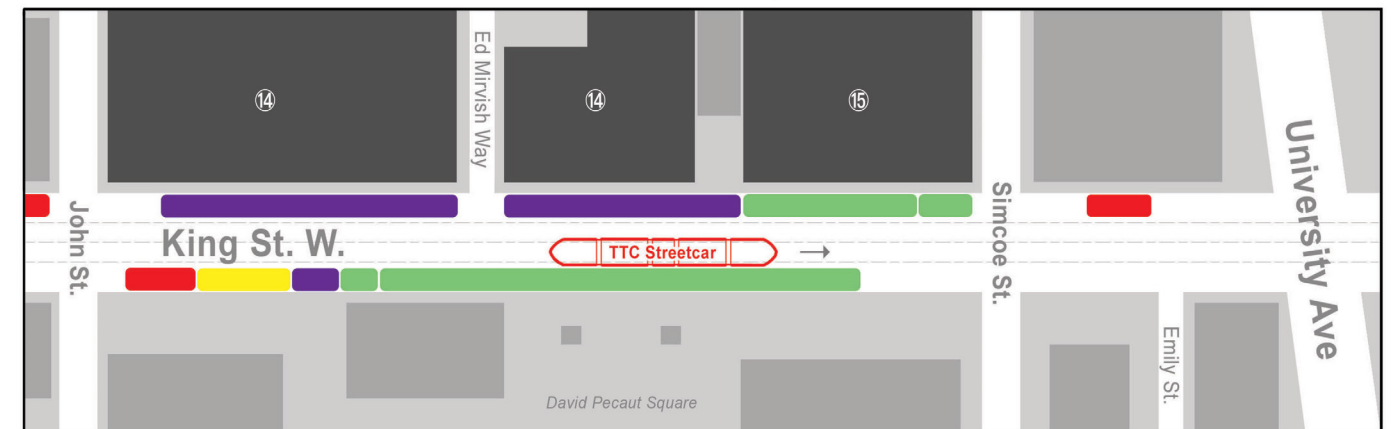 Ed Mirvish Way
⑭
⑭
⑮
John St.
King St. W.
TTC Streetcar
Simcoe St.
University Ave
Emily St.
David Pecaut Square